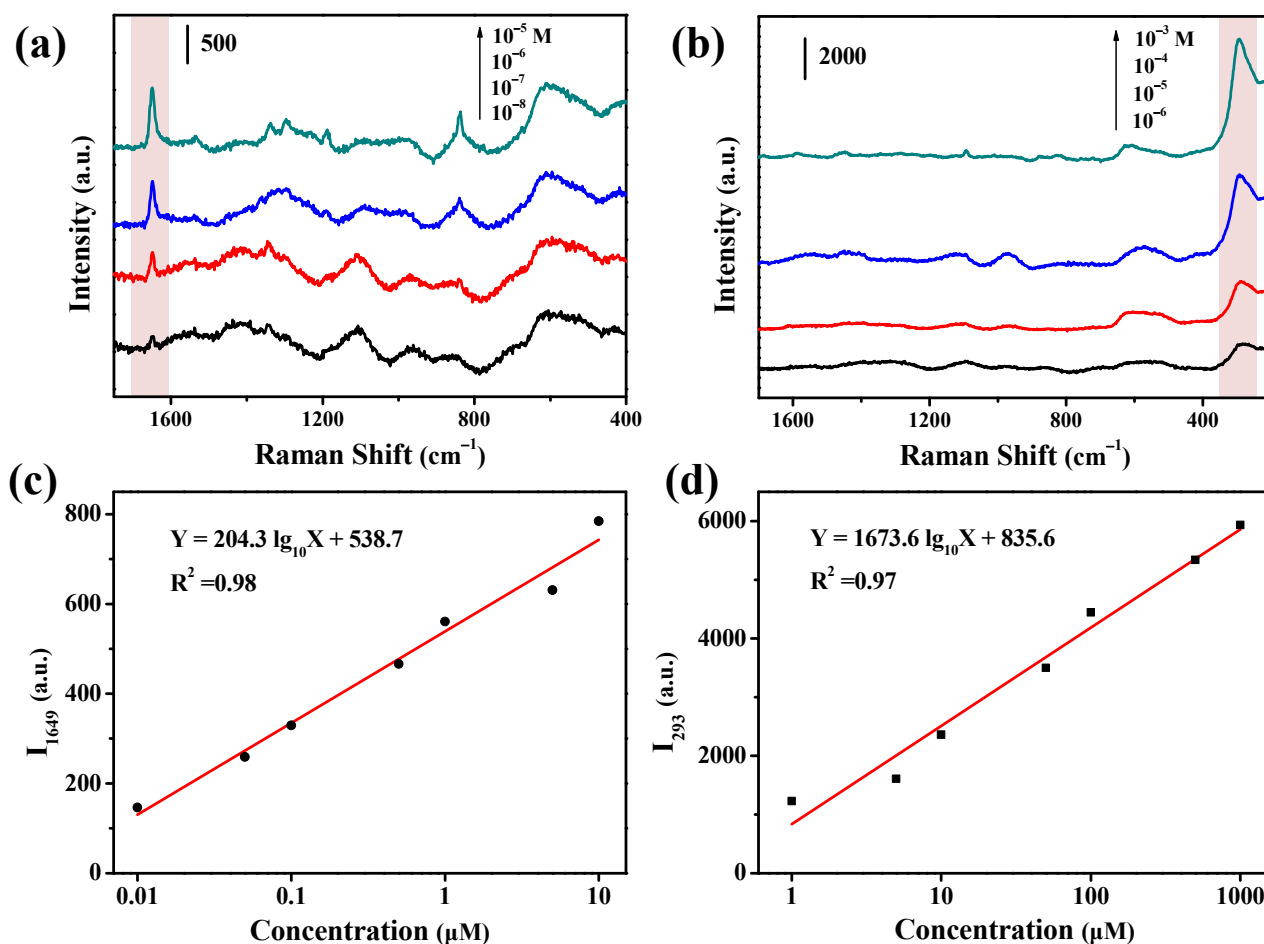 (a)
500
10⁻⁵ M
10⁻⁶
10⁻⁷
10⁻⁸
Intensity (a.u.)
1600 1200 800 400
Raman Shift (cm⁻¹)
(b)
2000
10⁻³ M
10⁻⁴
10⁻⁵
10⁻⁶
Intensity (a.u.)
1600 1200 800 400
Raman Shift (cm⁻¹)
(c)
Y = 204.3 lg₁₀X + 538.7
R² =0.98
I₁₆₄₉ (a.u.)
800
600
400
200
0
0.01 0.1 1 10
Concentration (μM)
(d)
Y = 1673.6 lg₁₀X + 835.6
R² =0.97
I₂₉₃ (a.u.)
6000
4000
2000
0
1 10 100 1000
Concentration (μM)